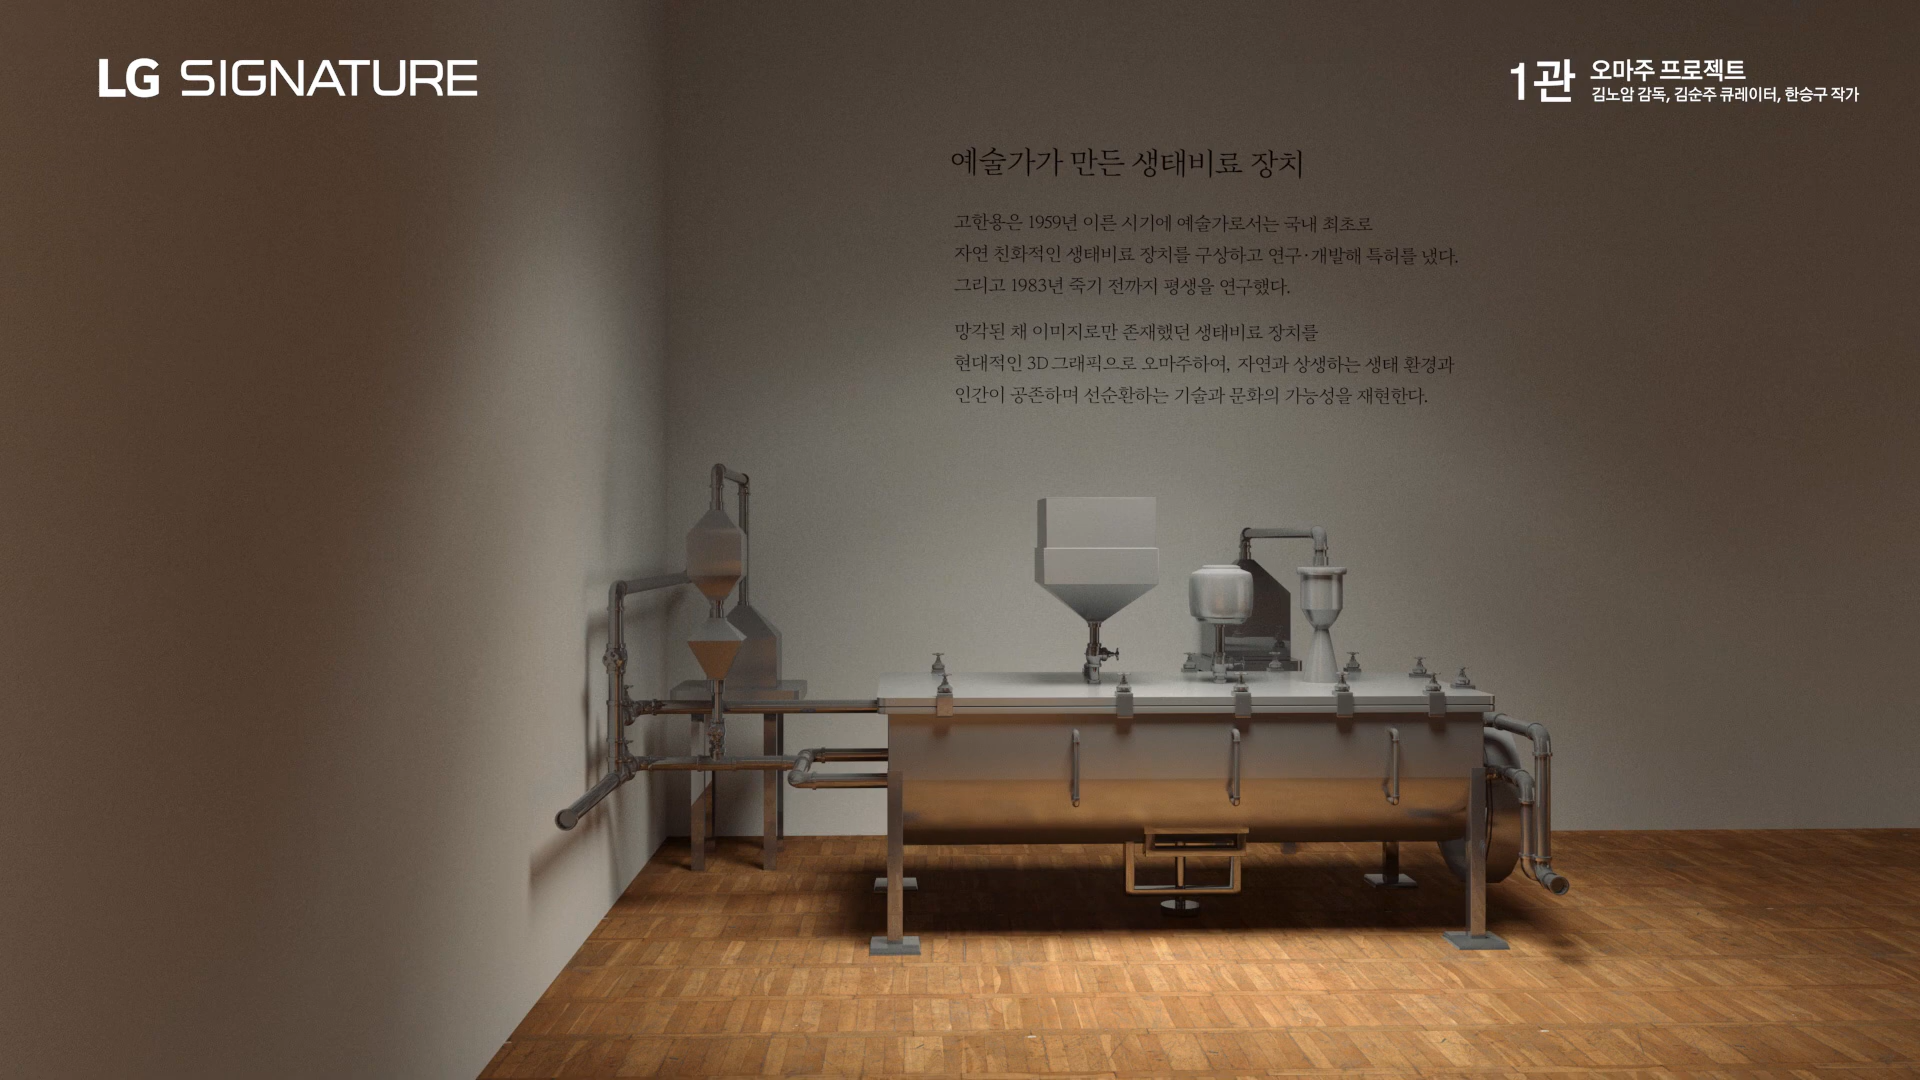 LG SIGNATURE
1관 오마주 프로젝트
김노암 감독, 김순주 큐레이터, 한승구 작가
예술가가 만든 생태비료 장치
고한용은 1959년 이른 시기에 예술가로서는 국내 최초로
자연 친화적인 생태비료 장치를 구상하고 연구·개발해 특허를 냈다.
그리고 1983년 죽기 전까지 평생을 연구했다.
망각된 채 이미지로만 존재했던 생태비료 장치를
현대적인 3D 그래픽으로 오마주하여, 자연과 상생하는 생태 환경과
인간이 공존하며 선순환하는 기술과 문화의 가능성을 재현한다.